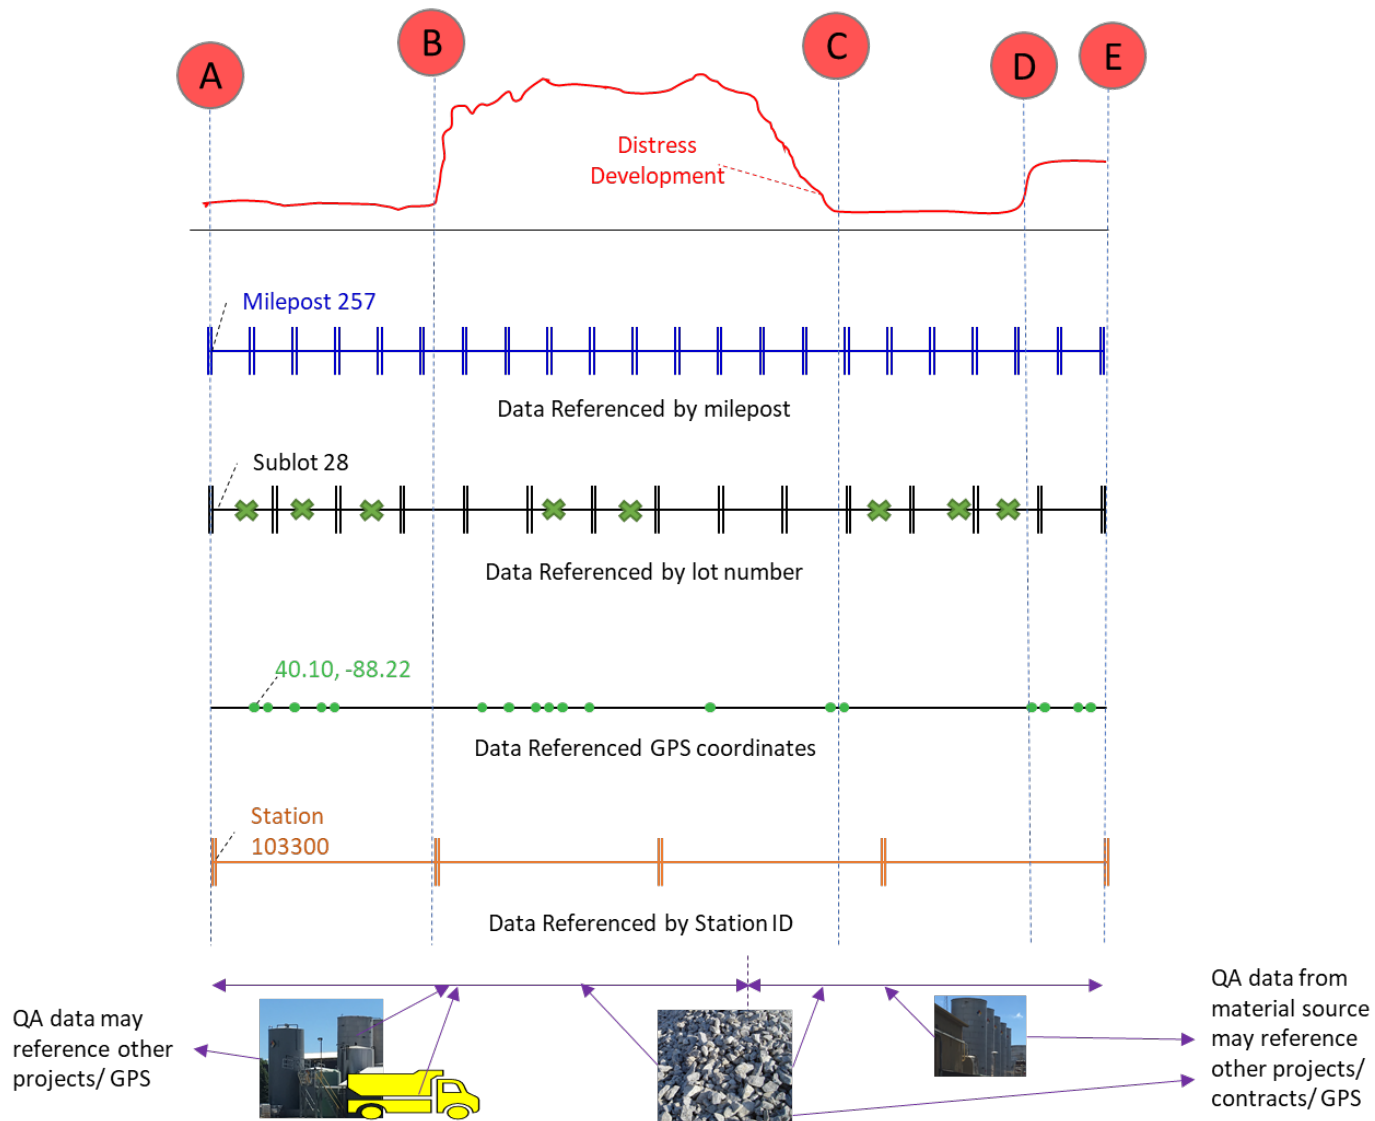 A
B
C
D
E
Distress
Development
Milepost 257
Data Referenced by milepost
Sublot 28
Data Referenced by lot number
40.10, -88.22
Data Referenced GPS coordinates
Station
103300
Data Referenced by Station ID
QA data may
reference other
projects/ GPS
QA data from
material source
may reference
other projects/
contracts/ GPS